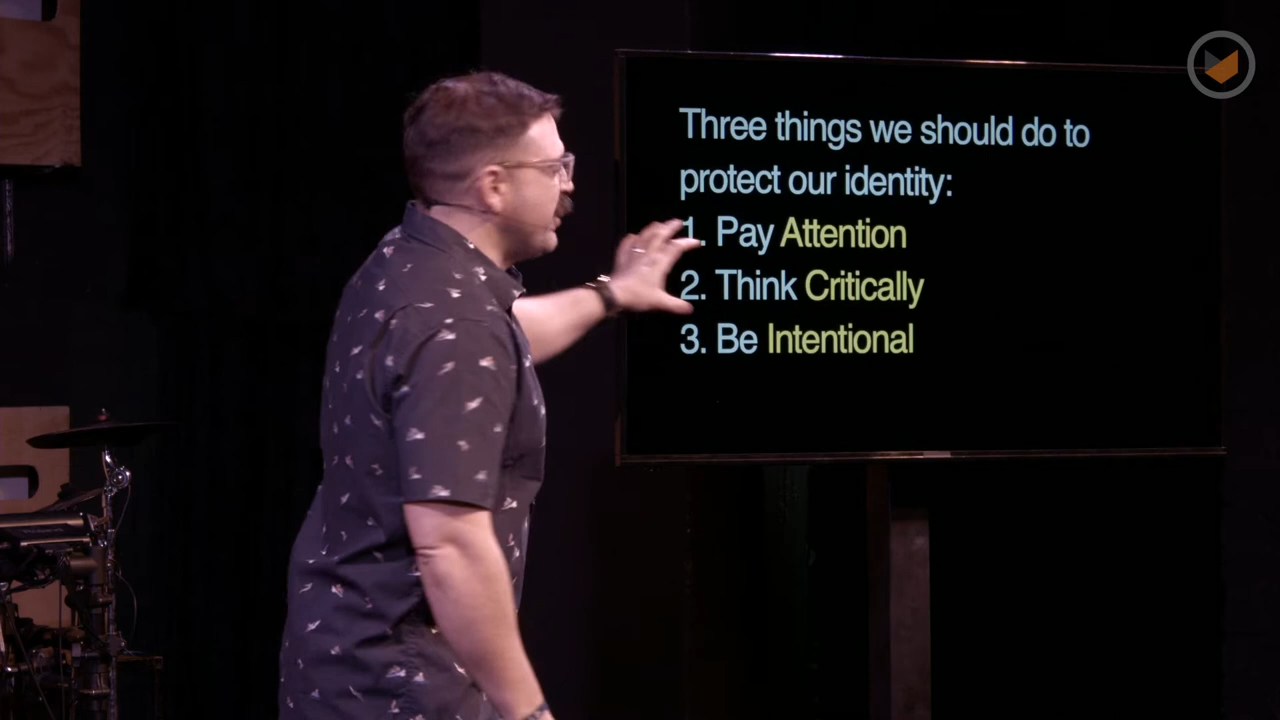 Three things we should do to
protect our identity:
1. Pay Attention
2. Think Critically
3. Be Intentional